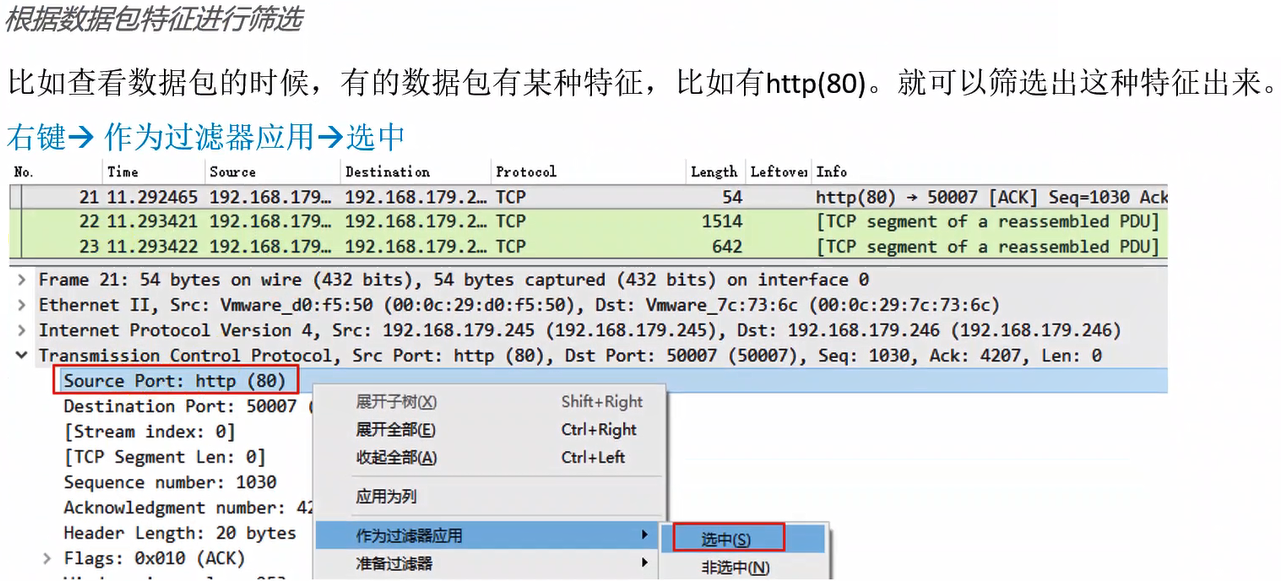 根据数据包特征进行筛选
比如查看数据包的时候，有的数据包有某种特征，比如有http(80)。就可以筛选出这种特征出来。
右键→ 作为过滤器应用→选中
No. Time Source Destination Protocol Length Leftover Info
21 11.292465 192.168.179… 192.168.179.2… TCP 54 http(80) → 50007 [ACK] Seq=1030 Ack
22 11.293421 192.168.179… 192.168.179.2… TCP 1514 [TCP segment of a reassembled PDU]
23 11.293422 192.168.179… 192.168.179.2… TCP 642 [TCP segment of a reassembled PDU]
Frame 21: 54 bytes on wire (432 bits), 54 bytes captured (432 bits) on interface 0
Ethernet II, Src: Vmware_d0:f5:50 (00:0c:29:d0:f5:50), Dst: Vmware_7c:73:6c (00:0c:29:7c:73:6c)
Internet Protocol Version 4, Src: 192.168.179.245 (192.168.179.245), Dst: 192.168.179.246 (192.168.179.246)
Transmission Control Protocol, Src Port: http (80), Dst Port: 50007 (50007), Seq: 1030, Ack: 4207, Len: 0
Source Port: http (80)
Destination Port: 50007 (
[Stream index: 0]
[TCP Segment Len: 0]
Sequence number: 1030
Acknowledgment number: 42
Header Length: 20 bytes
Flags: 0x010 (ACK)
展开子树(X) Shift+Right
展开全部(E) Ctrl+Right
收起全部(A) Ctrl+Left
应用为列
作为过滤器应用
准备过滤器
选中(S)
非选中(N)